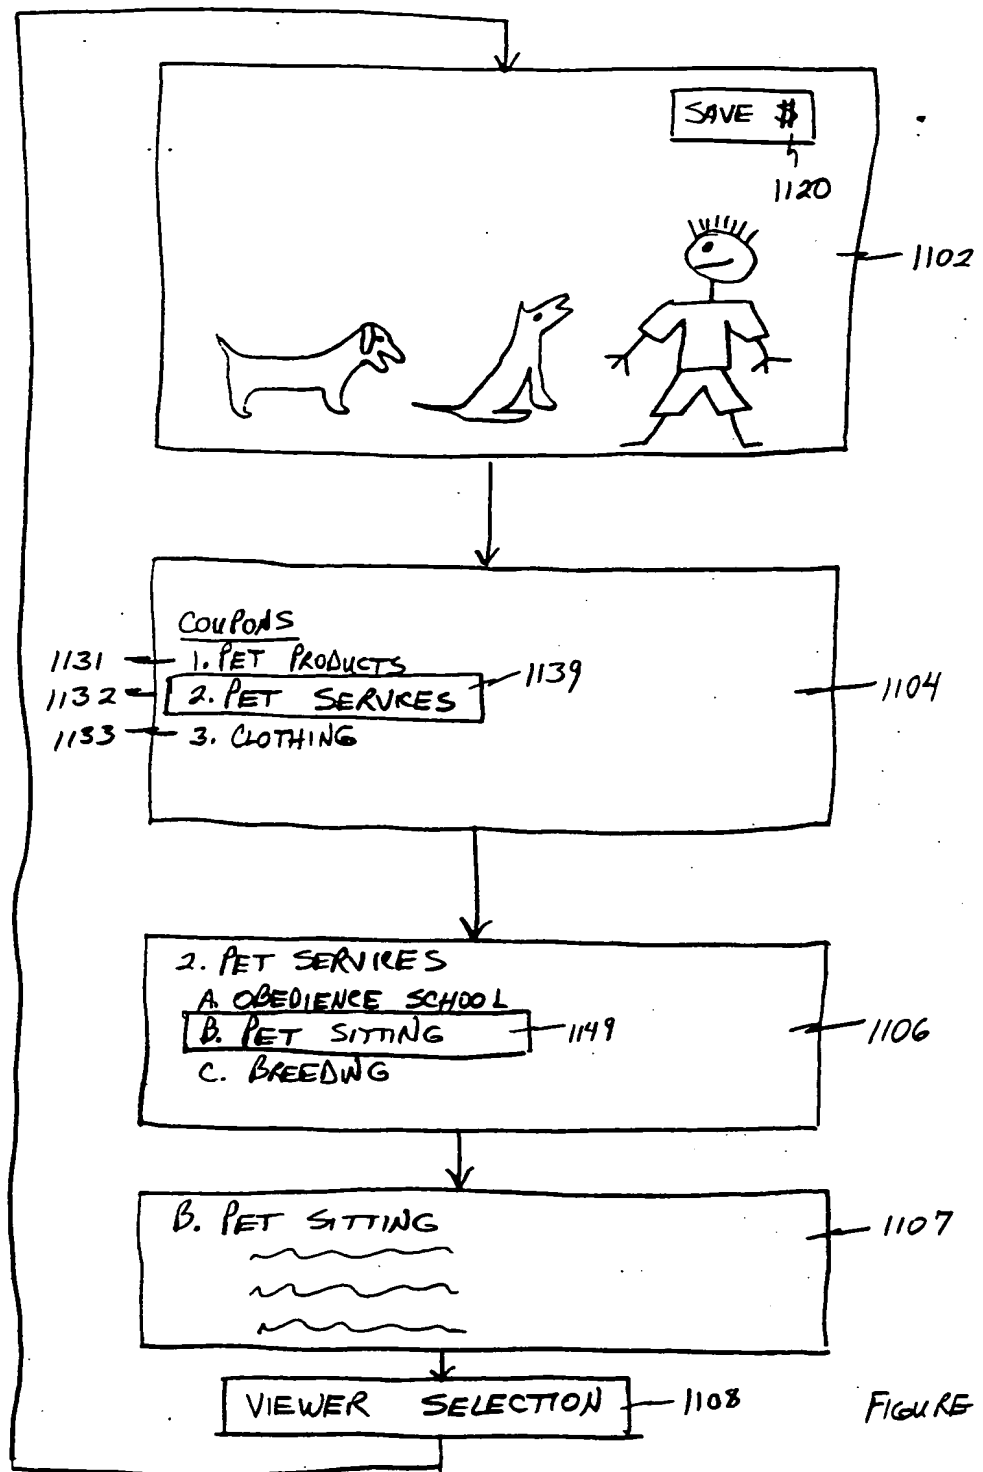 SAVE $
1120
1102
COUPONS
1131
1. PET PRODUCTS
1139
1132
2. PET SERVICES
1104
1133
3. CLOTHING
2. PET SERVICES
A. OBEDIENCE SCHOOL
B. PET SITTING
1149
1106
C. BREEDING
B. PET SITTING
1107
VIEWER SELECTION
1108
FIGURE